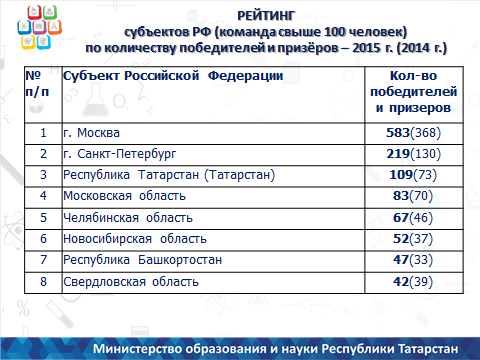 РЕЙТИНГ
субъектов РФ (команда свыше 100 человек)
по количеству победителей и призёров – 2015 г. (2014 г.)
№ п/п Субъект Российской Федерации Кол-во победителей и призеров
1 г. Москва 583(368)
2 г. Санкт-Петербург 219(130)
3 Республика Татарстан (Татарстан) 109(73)
4 Московская область 83(70)
5 Челябинская область 67(46)
6 Новосибирская область 52(37)
7 Республика Башкортостан 47(33)
8 Свердловская область 42(39)
Министерство образования и науки Республики Татарстан